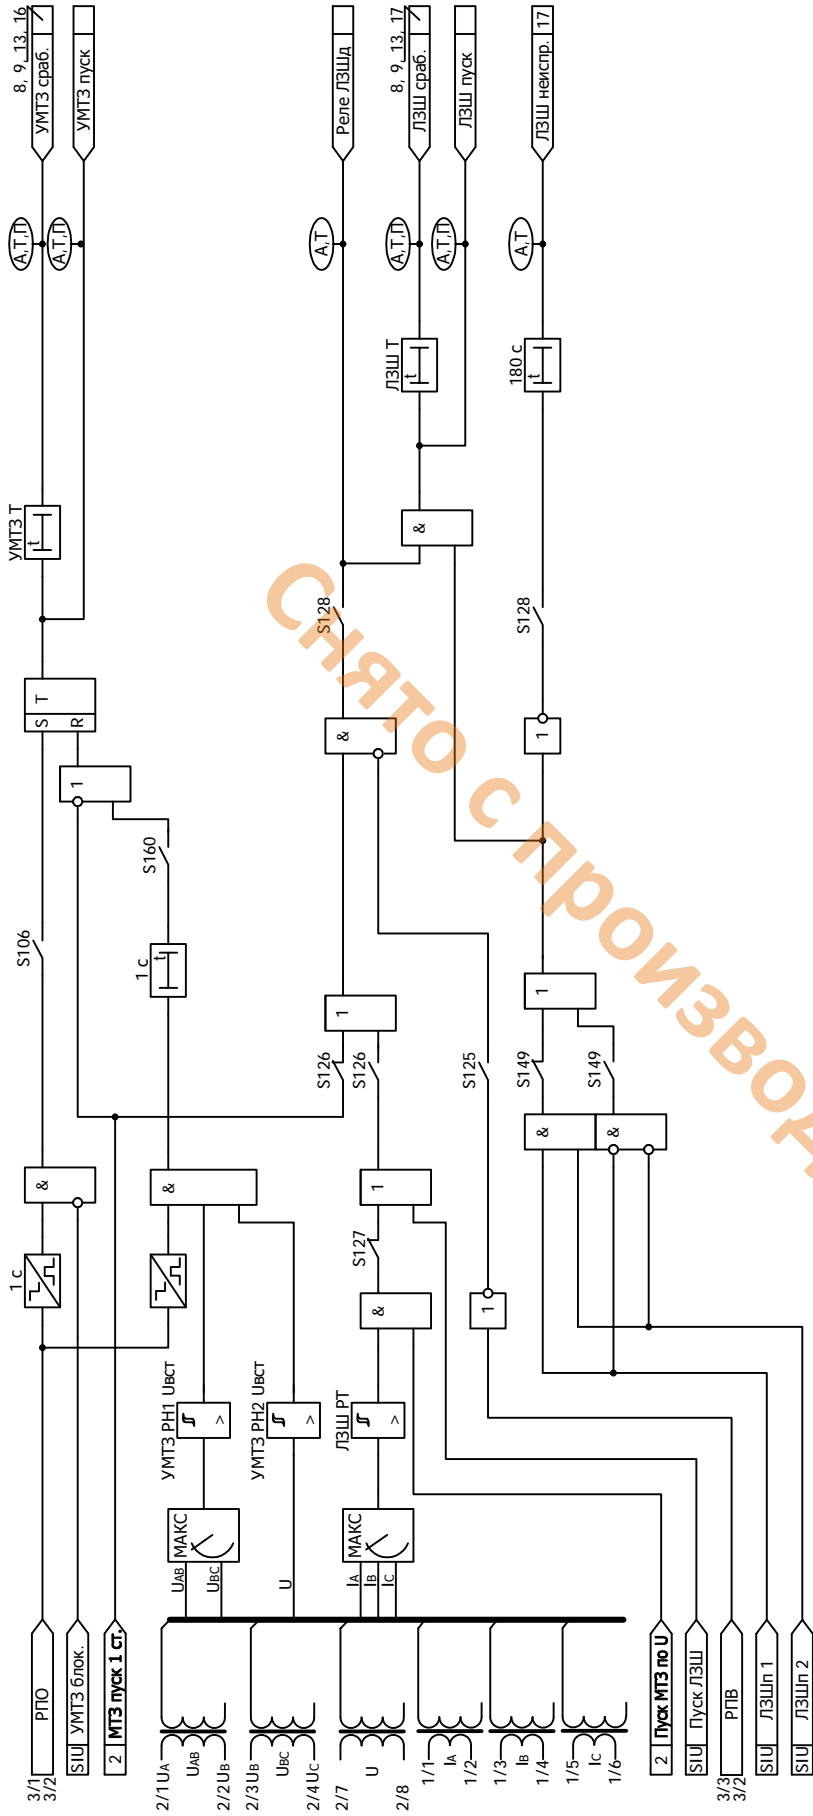 8, 9, 13, 16
УМТЗ сраб.
УМТЗ пуск
Реле ЛЗШд
8, 9, 13, 17
ЛЗШ сраб.
ЛЗШ пуск
ЛЗШ неиспр. 17
А,Т,П
А,Т,П
А,Т
А,Т,П
А,Т,П
А,Т
ЛЗШ Т
t
180 с
t
УМТЗ Т
t
&
S128
S128
S T
R
&
1
1
S160
S106
1 с
t
1
1
S126
S126
S125
S149
S149
&
&
&
&
1
S127
1 с
&
1
УМТЗ РН1 Uвст
>
УМТЗ РН2 Uвст
>
ЛЗШ РТ
>
МАКС
МАКС
UAB
UBC
U
IA
IB
IC
3/1
3/2
РПО
SIU УМТЗ блок.
2 МТЗ пуск 1 ст.
2/1 UA
UAB
2/2 UB
2/3 UB
UBC
2/4 UC
2/7
U
2/8
1/1
IA
1/2
1/3
IB
1/4
1/5
IC
1/6
2 Пуск МТЗ по U
SIU Пуск ЛЗШ
3/3
3/2
РПВ
SIU ЛЗШп 1
SIU ЛЗШп 2
Снято с производ